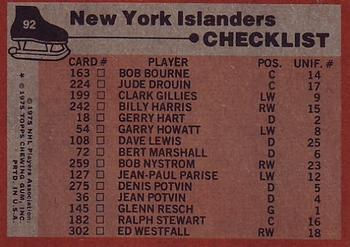 92
New York Islanders
CHECKLIST
CARD # PLAYER POS. UNIF. #
163 □ BOB BOURNE C 14
224 □ JUDE DROUIN C 17
199 □ CLARK GILLIES LW 9
242 □ BILLY HARRIS RW 15
18 □ GERRY HART D 2
54 □ GARRY HOWATT LW 8
108 □ DAVE LEWIS D 25
72 □ BERT MARSHALL D 6
259 □ BOB NYSTROM RW 23
127 □ JEAN-PAUL PARISE LW 12
275 □ DENIS POTVIN D 5
36 □ JEAN POTVIN D 4
145 □ GLENN RESCH G 1
182 □ RALPH STEWART C 16
302 □ ED WESTFALL RW 18
© 1975 NHL Players Association
* © 1975 TOPPS CHEWING GUM, INC.
PRTD. IN U.S.A.